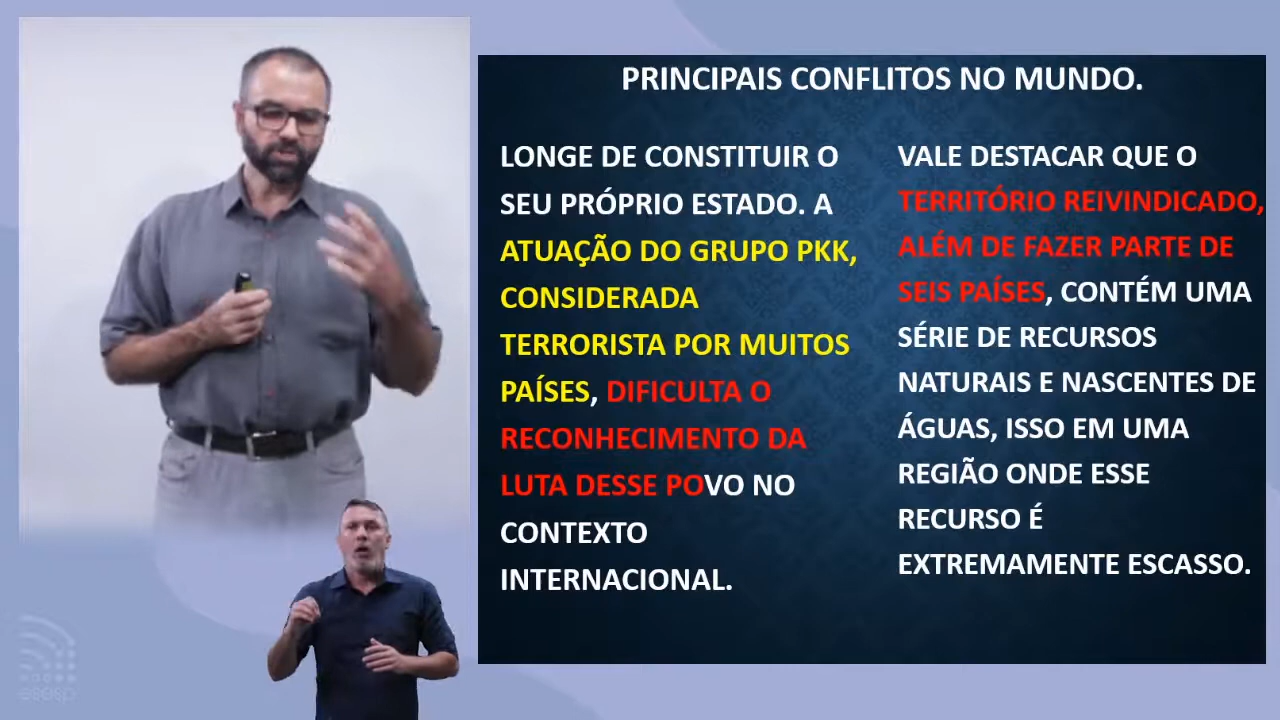 PRINCIPAIS CONFLITOS NO MUNDO.
LONGE DE CONSTITUIR O
SEU PRÓPRIO ESTADO. A
ATUAÇÃO DO GRUPO PKK,
CONSIDERADA
TERRORISTA POR MUITOS
PAÍSES, DIFICULTA O
RECONHECIMENTO DA
LUTA DESSE POVO NO
CONTEXTO
INTERNACIONAL.
VALE DESTACAR QUE O
TERRITÓRIO REIVINDICADO,
ALÉM DE FAZER PARTE DE
SEIS PAÍSES, CONTÉM UMA
SÉRIE DE RECURSOS
NATURAIS E NASCENTES DE
ÁGUAS, ISSO EM UMA
REGIÃO ONDE ESSE
RECURSO É
EXTREMAMENTE ESCASSO.